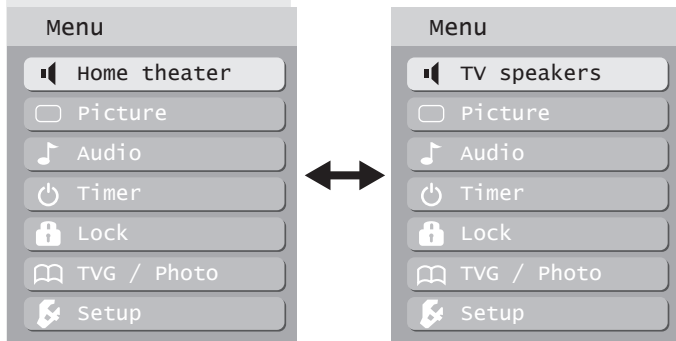 Menu
Home theater
Picture
Audio
Timer
Lock
TVG / Photo
Setup
Menu
TV speakers
Picture
Audio
Timer
Lock
TVG / Photo
Setup